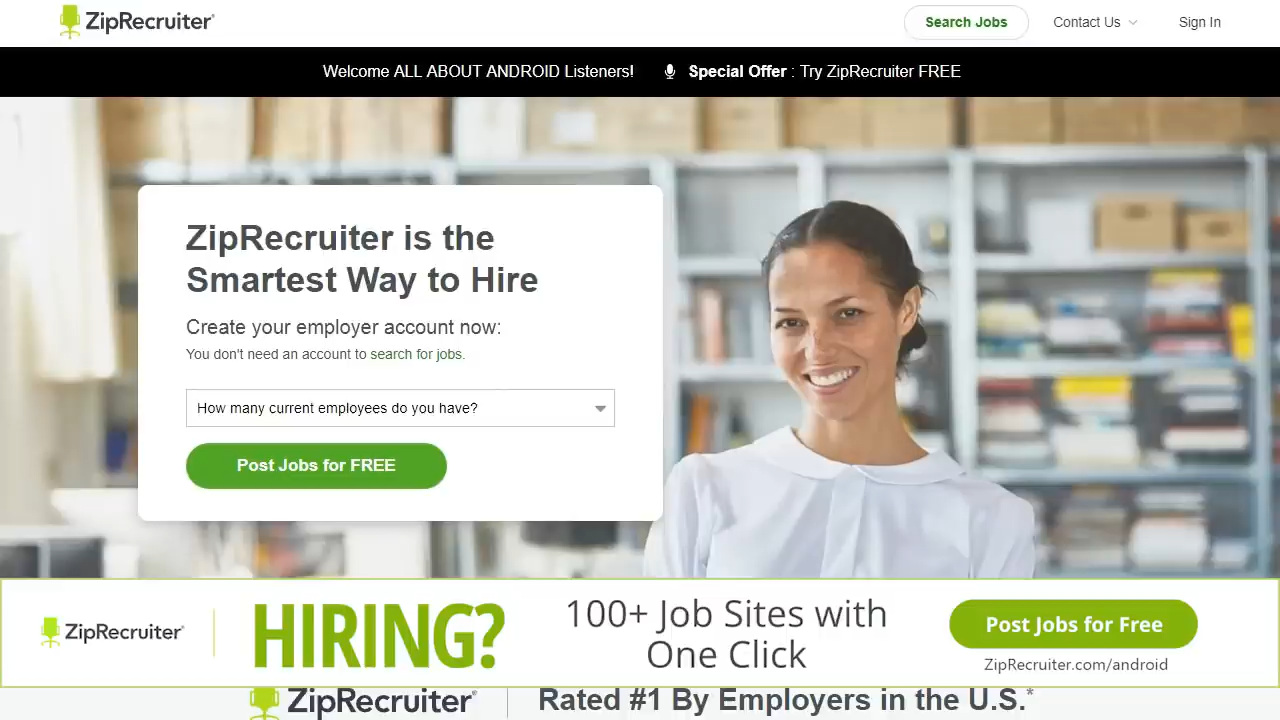 ZipRecruiter
Search Jobs
Contact Us
Sign In
Welcome ALL ABOUT ANDROID Listeners!
Special Offer : Try ZipRecruiter FREE
ZipRecruiter is the
Smartest Way to Hire
Create your employer account now:
You don't need an account to search for jobs.
How many current employees do you have?
Post Jobs for FREE
ZipRecruiter
HIRING?
100+ Job Sites with
One Click
Post Jobs for Free
ZipRecruiter.com/android
ZipRecruiter
Rated #1 By Employers in the U.S.*